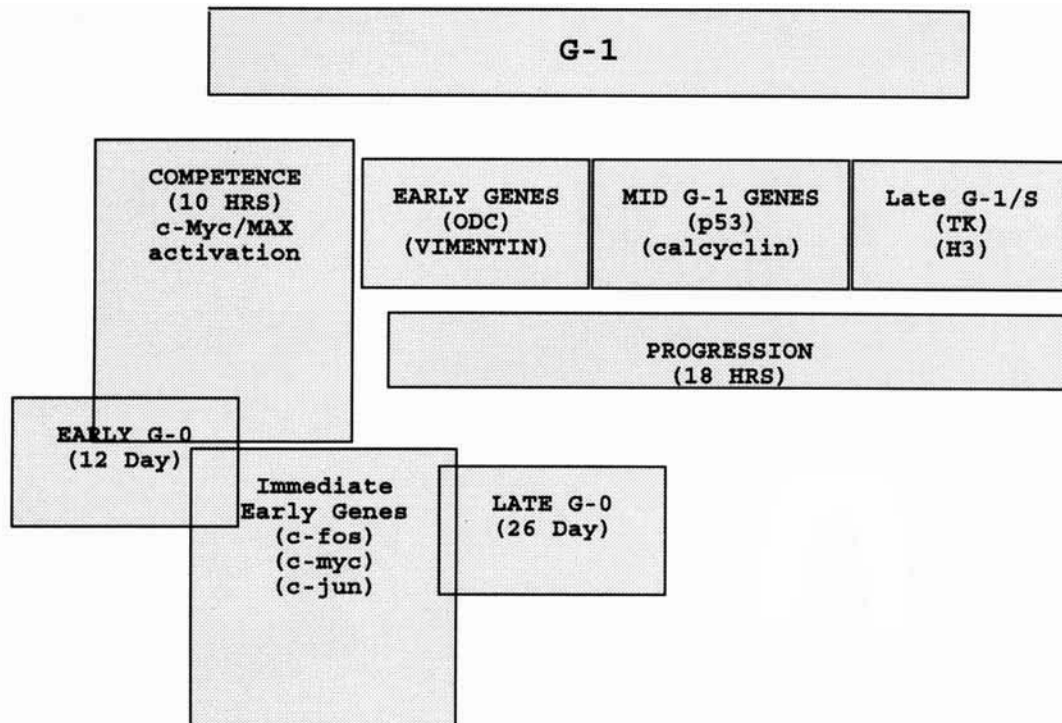 G-1
COMPETENCE
(10 HRS)
c-Myc/MAX
activation
EARLY GENES
(ODC)
(VIMENTIN)
MID G-1 GENES
(p53)
(calcyclin)
Late G-1/S
(TK)
(H3)
PROGRESSION
(18 HRS)
EARLY G-0
(12 Day)
Immediate
Early Genes
(c-fos)
(c-myc)
(c-jun)
LATE G-0
(26 Day)